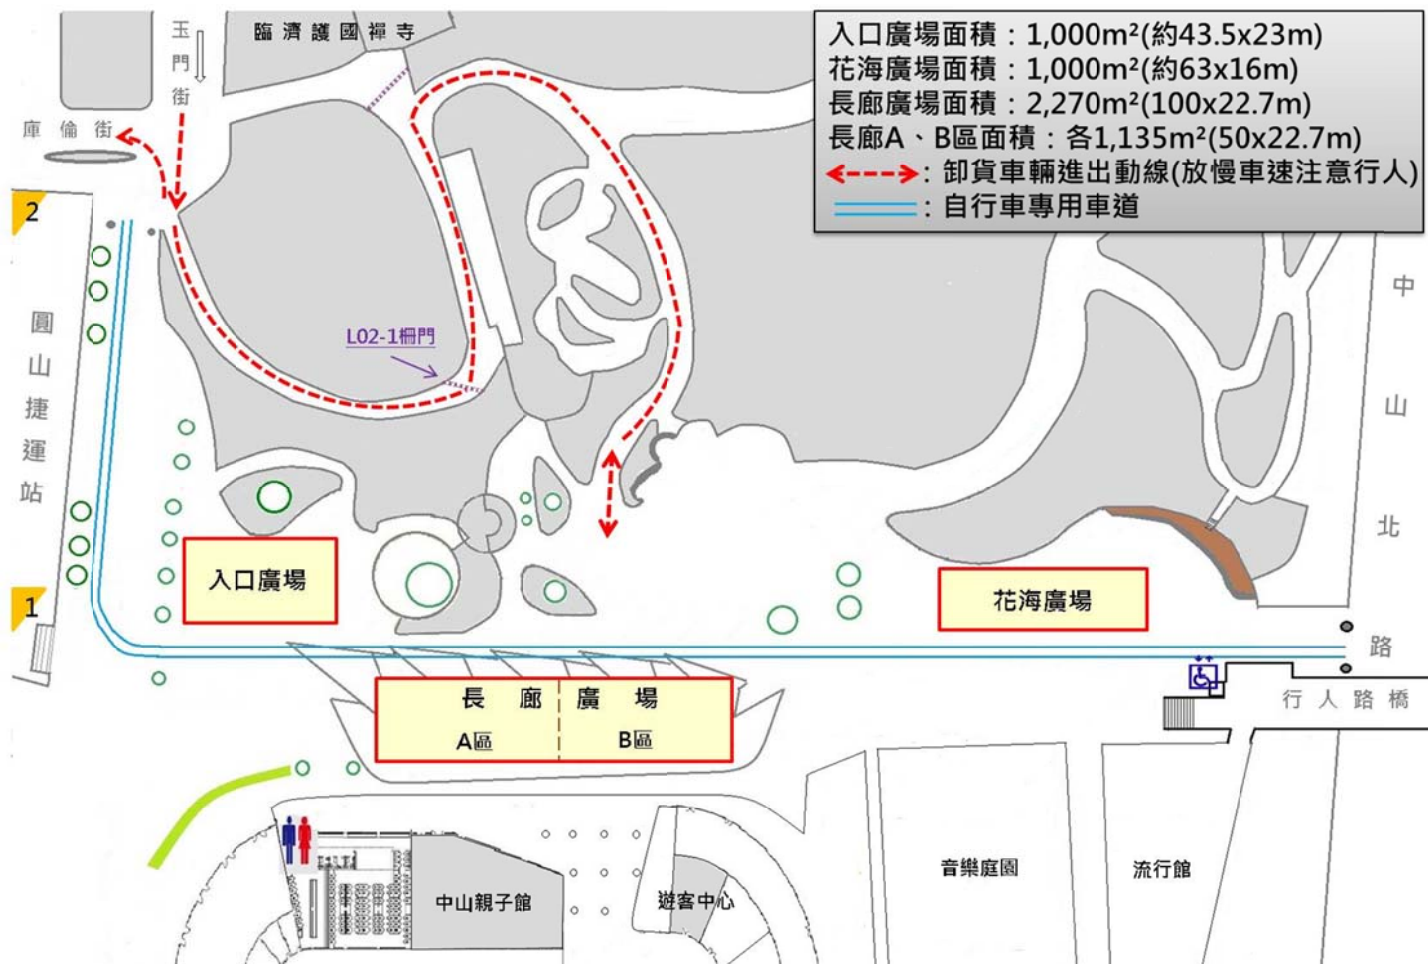 臨濟護國禪寺
玉門街
庫倫街
入口廣場面積：1,000m²(約43.5x23m)
花海廣場面積：1,000m²(約63x16m)
長廊廣場面積：2,270m²(100x22.7m)
長廊A、B區面積：各1,135m²(50x22.7m)
：卸貨車輛進出動線(放慢車速注意行人)
：自行車專用車道
2
圓山捷運站
1
L02-1柵門
中山北路
入口廣場
花海廣場
長廊廣場
A區
B區
行人路橋
中山親子館
遊客中心
音樂庭園
流行館